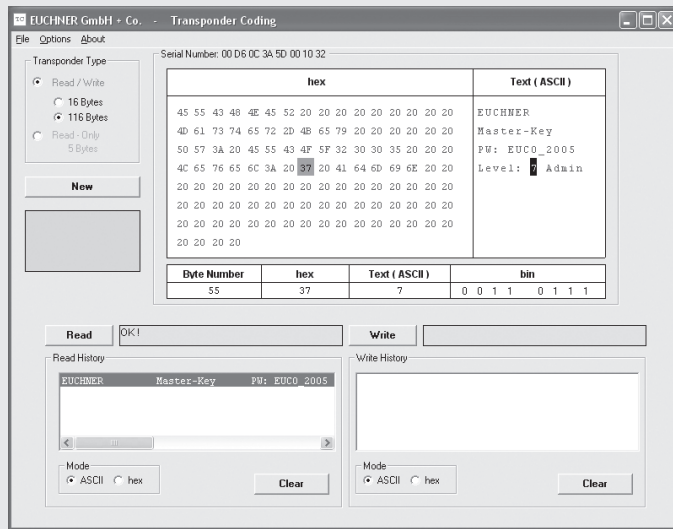 EUCHNER GmbH + Co. - Transponder Coding
File Options About
Transponder Type
Read / Write
16 Bytes
116 Bytes
Read - Only
5 Bytes
New
Serial Number: 00 D6 0C 3A 5D 00 10 32
hex Text ( ASCII )
45 55 43 48 4E 45 52 20 20 20 20 20 20 20 20 20 EUCHNER
4D 61 73 74 65 72 2D 4B 65 79 20 20 20 20 20 20 Master-Key
50 57 3A 20 45 55 43 4F 5F 32 30 30 35 20 20 20 PW: EUCO_2005
4C 65 76 65 6C 3A 20 37 20 41 64 6D 69 6E 20 20 Level: 7 Admin
20 20 20 20 20 20 20 20 20 20 20 20 20 20 20 20
20 20 20 20 20 20 20 20 20 20 20 20 20 20 20 20
20 20 20 20 20 20 20 20 20 20 20 20 20 20 20 20
20 20 20 20
Byte Number hex Text ( ASCII ) bin
55 37 7 0 0 1 1 0 1 1 1
Read OK! Write
Read History
EUCHNER Master-Key PW: EUCO_2005
Mode
ASCII hex
Clear
Write History
Mode
ASCII hex
Clear